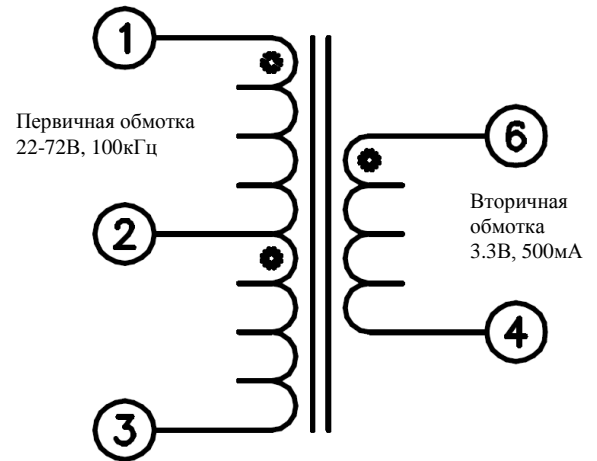 1
Первичная обмотка
22-72В, 100кГц
2
3
6
Вторичная
обмотка
3.3В, 500мА
4